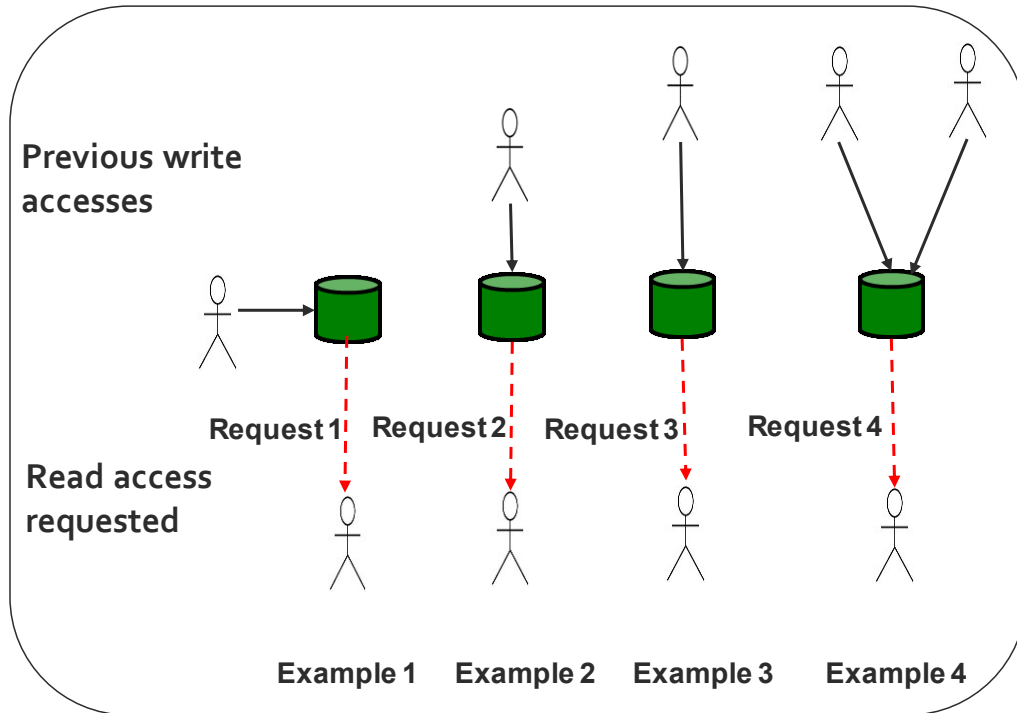 Previous write
accesses
Request 1
Request 2
Request 3
Request 4
Read access
requested
Example 1
Example 2
Example 3
Example 4